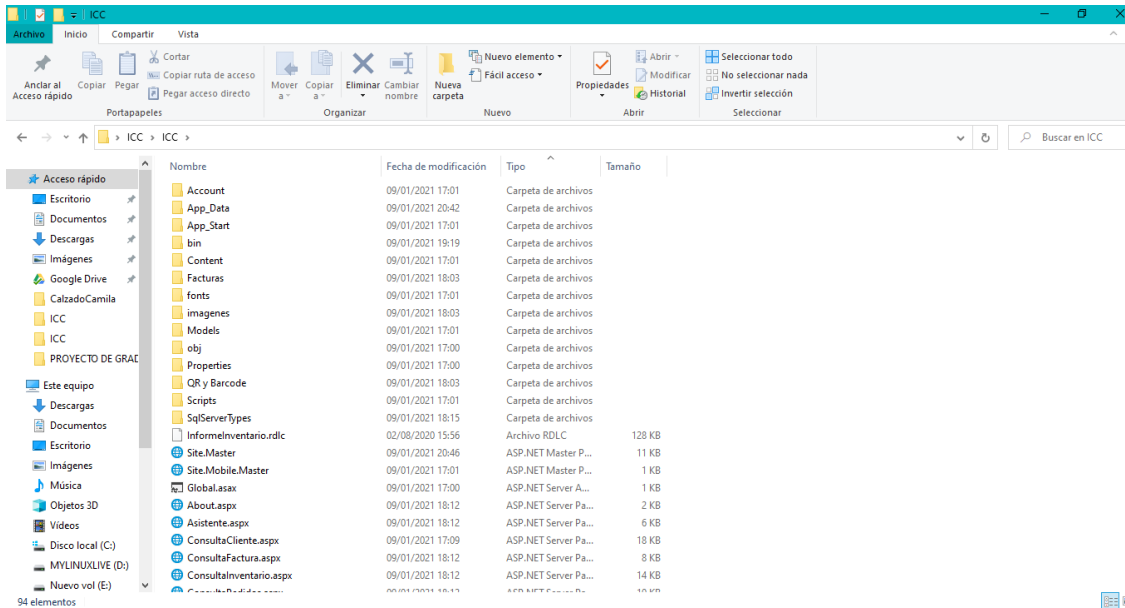 ICC
Archivo Inicio Compartir Vista
Anclar al Acceso rápido
Copiar
Pegar
Cortar
Copiar ruta de acceso
Pegar acceso directo
Portapapeles
Mover a
Copiar a
Eliminar
Cambiar nombre
Organizar
Nueva carpeta
Nuevo elemento
Fácil acceso
Nuevo
Propiedades
Abrir
Modificar
Historial
Abrir
Seleccionar todo
No seleccionar nada
Invertir selección
Seleccionar
ICC > ICC >
Buscar en ICC
Acceso rápido
Escritorio
Documentos
Descargas
Imágenes
Google Drive
CalzadoCamila
ICC
ICC
PROYECTO DE GRAD
Este equipo
Descargas
Documentos
Escritorio
Imágenes
Música
Objetos 3D
Vídeos
Disco local (C:)
MYLINUXLIVE (D:)
Nuevo vol (E:)
Nombre Fecha de modificación Tipo Tamaño
Account 09/01/2021 17:01 Carpeta de archivos
App_Data 09/01/2021 20:42 Carpeta de archivos
App_Start 09/01/2021 17:01 Carpeta de archivos
bin 09/01/2021 19:19 Carpeta de archivos
Content 09/01/2021 17:01 Carpeta de archivos
Facturas 09/01/2021 18:03 Carpeta de archivos
fonts 09/01/2021 17:01 Carpeta de archivos
imagenes 09/01/2021 18:03 Carpeta de archivos
Models 09/01/2021 17:01 Carpeta de archivos
obj 09/01/2021 17:00 Carpeta de archivos
Properties 09/01/2021 17:00 Carpeta de archivos
QR y Barcode 09/01/2021 18:03 Carpeta de archivos
Scripts 09/01/2021 17:01 Carpeta de archivos
SqlServerTypes 09/01/2021 18:15 Carpeta de archivos
InformeInventario.rdlc 02/08/2020 15:56 Archivo RDLC 128 KB
Site.Master 09/01/2021 20:46 ASP.NET Master P... 11 KB
Site.Mobile.Master 09/01/2021 17:01 ASP.NET Master P... 1 KB
Global.asax 09/01/2021 17:00 ASP.NET Server A... 1 KB
About.aspx 09/01/2021 18:12 ASP.NET Server Pa... 2 KB
Asistente.aspx 09/01/2021 18:12 ASP.NET Server Pa... 6 KB
ConsultaCliente.aspx 09/01/2021 17:09 ASP.NET Server Pa... 18 KB
ConsultaFactura.aspx 09/01/2021 18:12 ASP.NET Server Pa... 8 KB
ConsultaInventario.aspx 09/01/2021 18:12 ASP.NET Server Pa... 14 KB
94 elementos